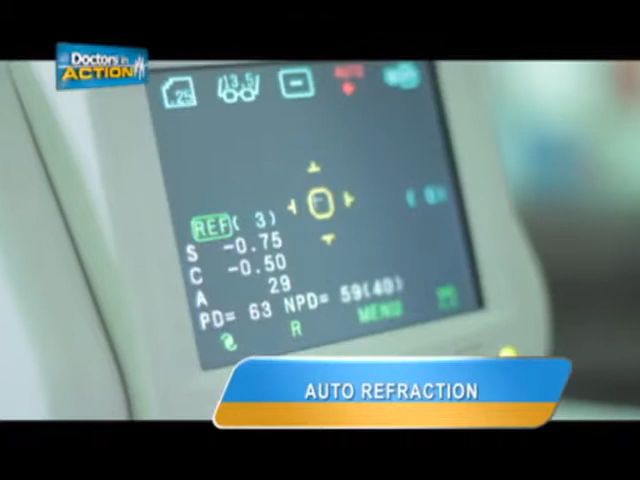 Doctors in
ACTION
.25
13.5
AUTO
REF( 3)
S -0.75
C -0.50
A 29
PD= 63 NPD= 59(40)
R MENU
AUTO REFRACTION